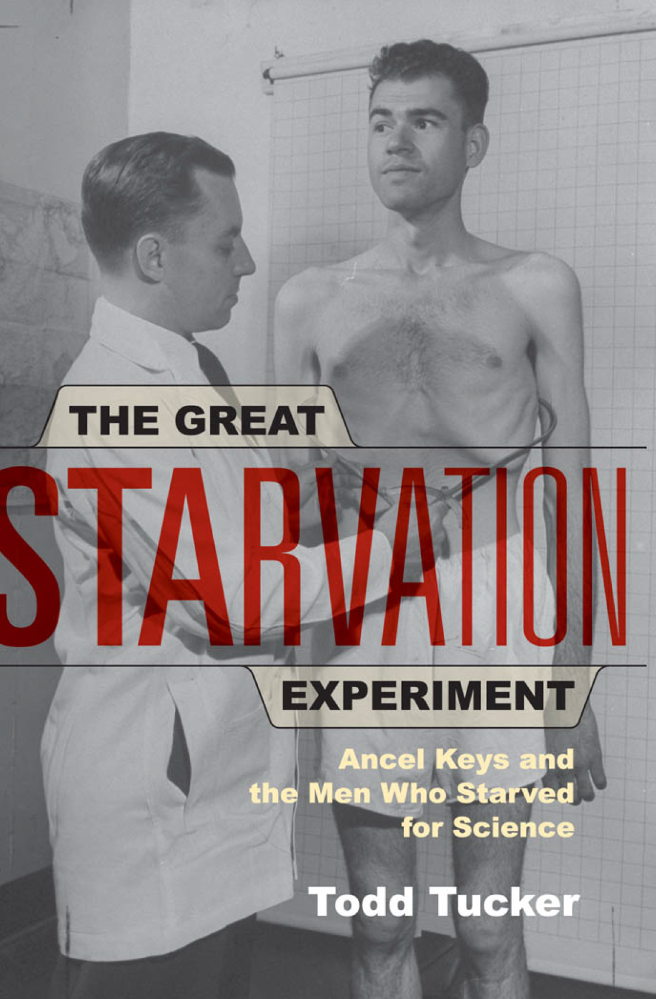 THE GREAT
STARVATION
EXPERIMENT
Ancel Keys and
the Men Who Starved
for Science
Todd Tucker